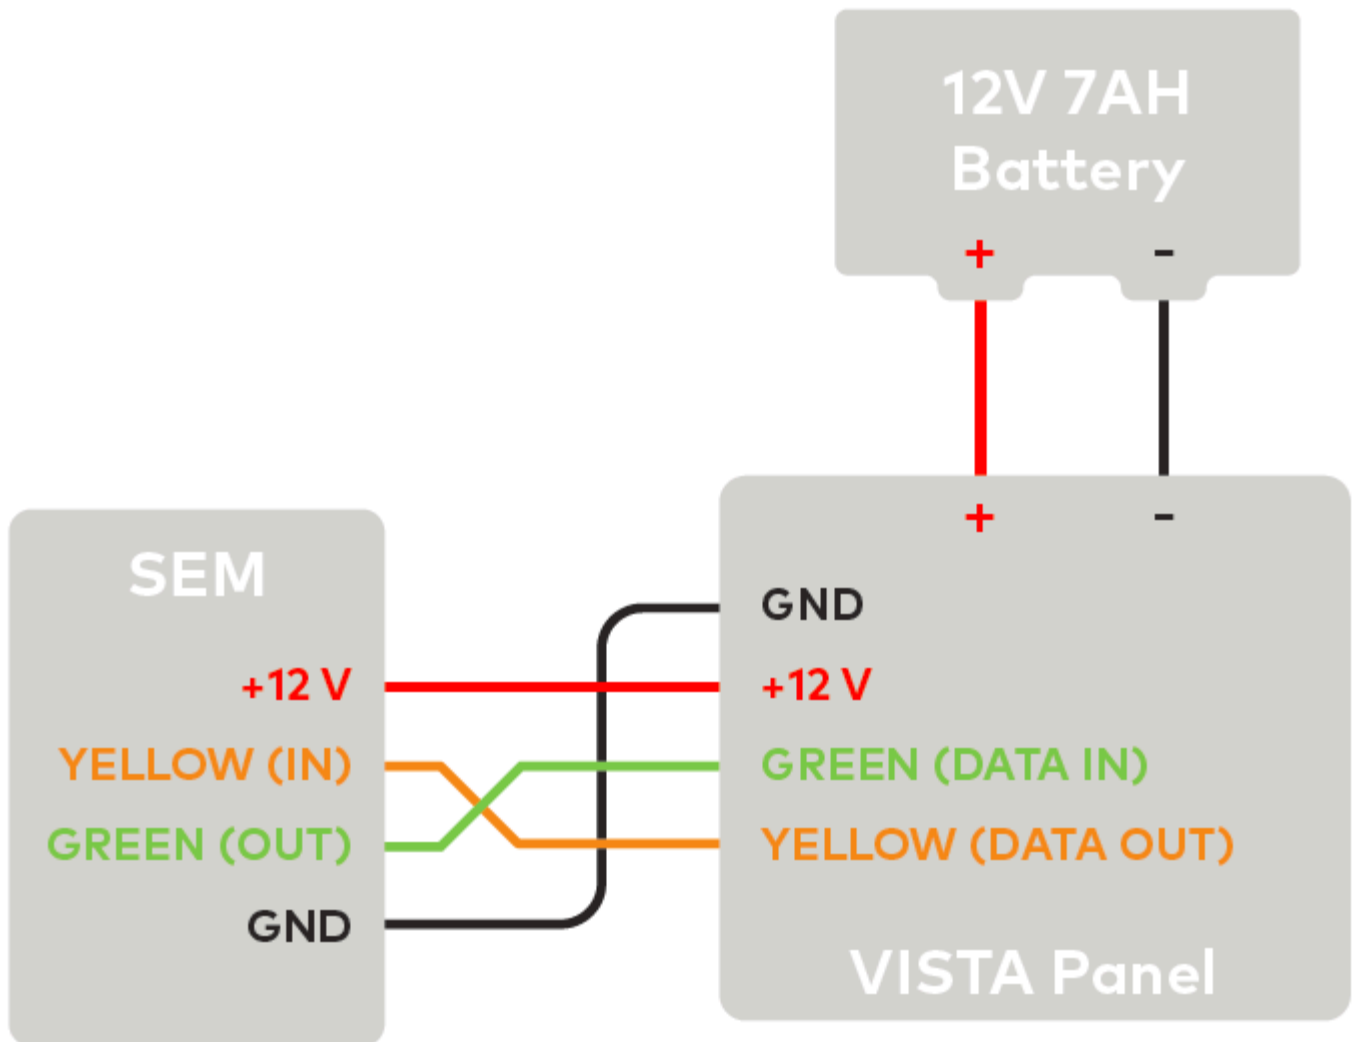 12V 7AH
Battery
+ -
+ -
SEM
+12 V
YELLOW (IN)
GREEN (OUT)
GND
GND
+12 V
GREEN (DATA IN)
YELLOW (DATA OUT)
VISTA Panel